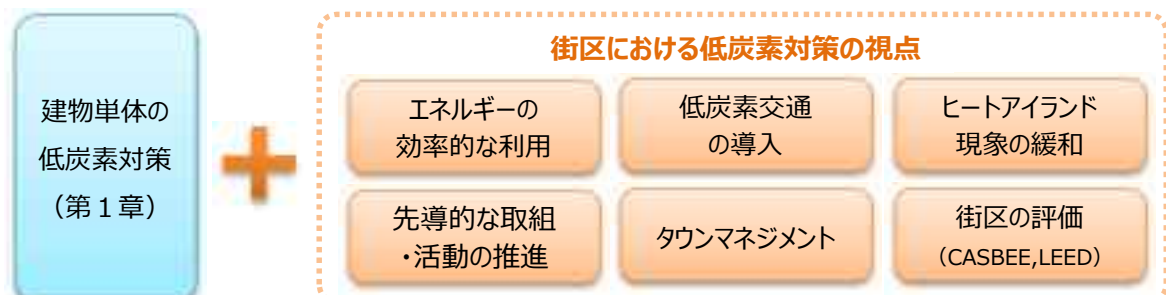 建物単体の
低炭素対策
（第１章）
街区における低炭素対策の視点
エネルギーの
効率的な利用
低炭素交通
の導入
ヒートアイランド
現象の緩和
先導的な取組
・活動の推進
タウンマネジメント
街区の評価
（CASBEE,LEED）